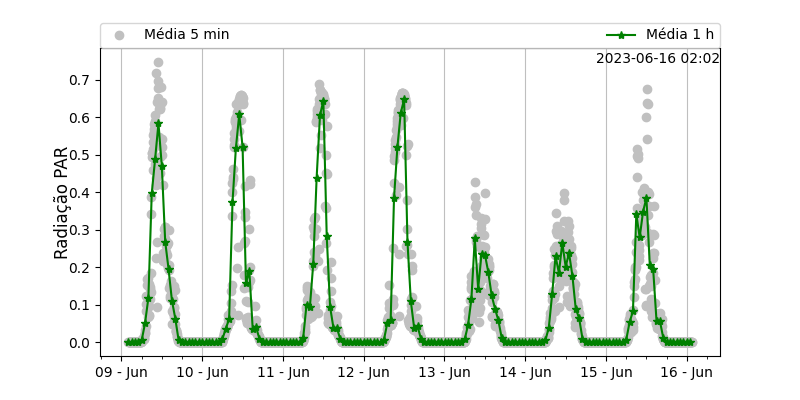 Média 5 min
Média 1 h
2023-06-16 02:02
Radiação PAR
0.7
0.6
0.5
0.4
0.3
0.2
0.1
0.0
09 - Jun
10 - Jun
11 - Jun
12 - Jun
13 - Jun
14 - Jun
15 - Jun
16 - Jun